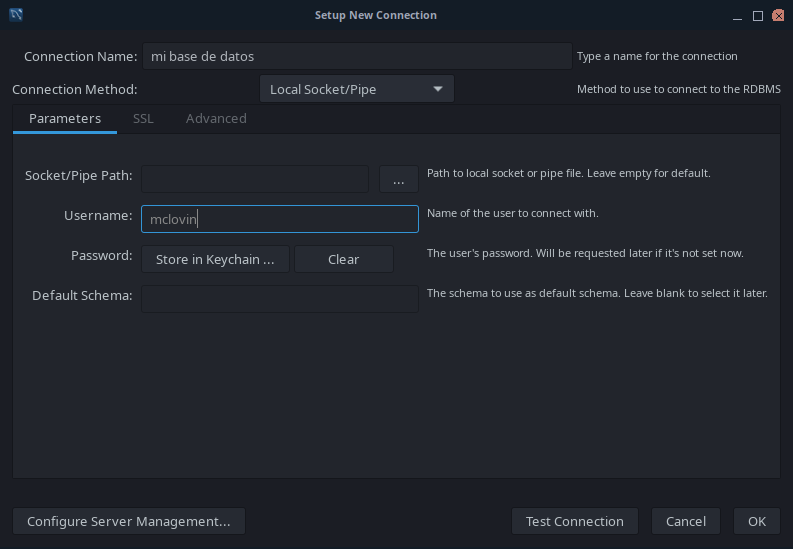 Setup New Connection
Connection Name: mi base de datos Type a name for the connection
Connection Method: Local Socket/Pipe Method to use to connect to the RDBMS
Parameters SSL Advanced
Socket/Pipe Path: ... Path to local socket or pipe file. Leave empty for default.
Username: mclovin Name of the user to connect with.
Password: Store in Keychain ... Clear The user's password. Will be requested later if it's not set now.
Default Schema: The schema to use as default schema. Leave blank to select it later.
Configure Server Management... Test Connection Cancel OK